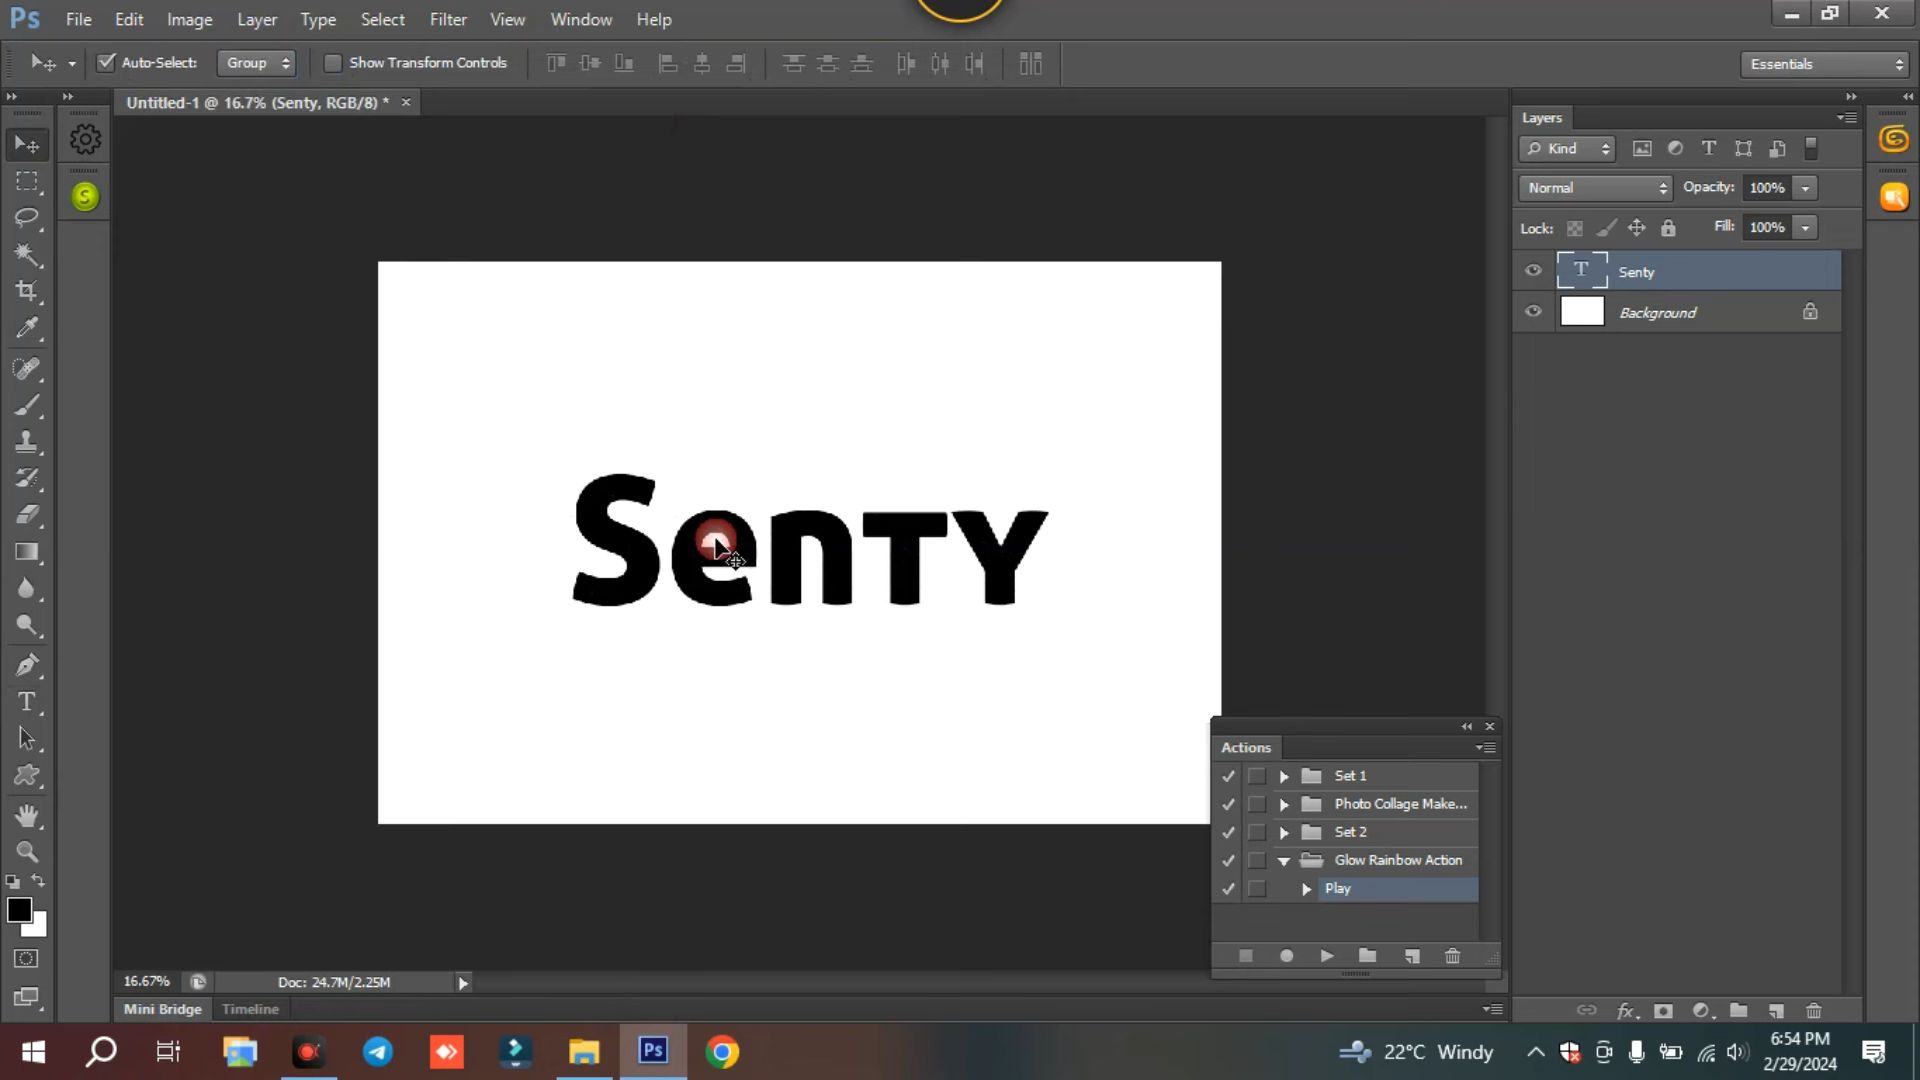 Ps File Edit Image Layer Type Select Filter View Window Help
Auto-Select: Group Show Transform Controls Essentials
Untitled-1 @ 16.7% (Senty, RGB/8) *
Layers
Kind T
Normal Opacity: 100%
Lock: Fill: 100%
T Senty
Background
S
Senty
Actions
Set 1
Photo Collage Make...
Set 2
Glow Rainbow Action
Play
T
16.67% Doc: 24.7M/2.25M
fx.
Mini Bridge Timeline
Ps
22°C Windy
6:54 PM
2/29/2024